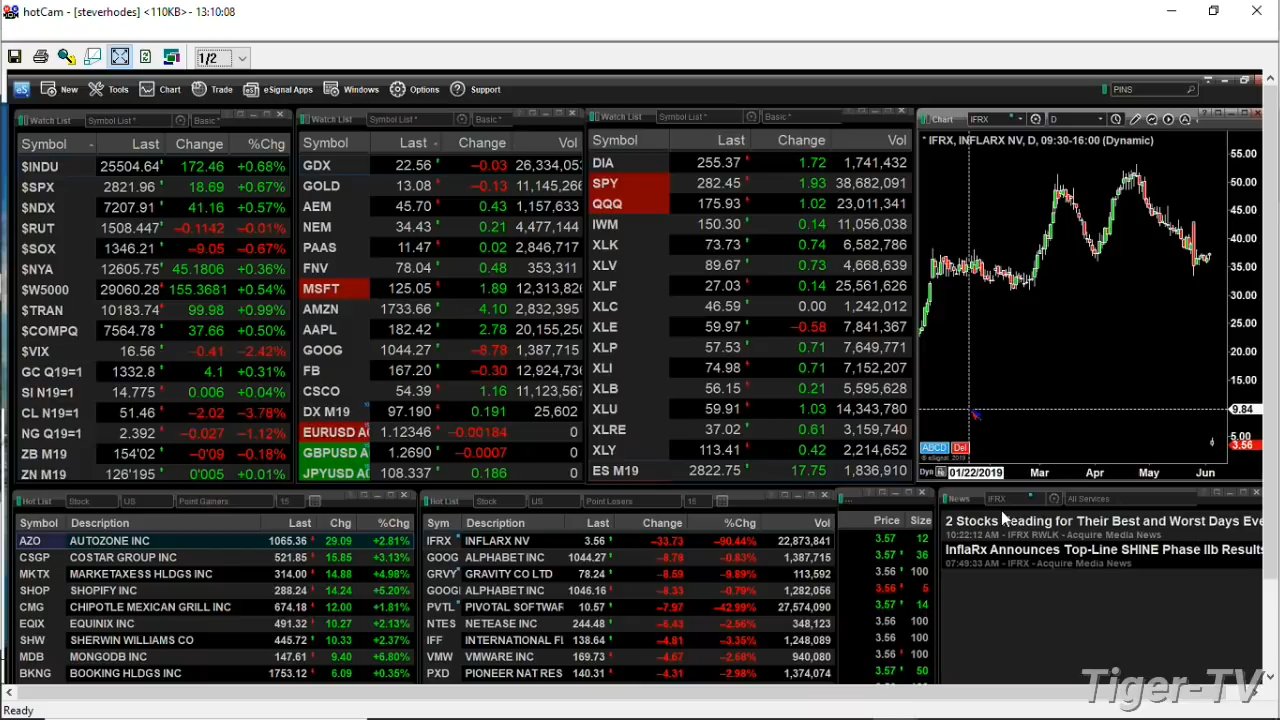 hotCam - [steverhodes] <110KB> - 13:10:08
1/2
eS New Tools Chart Trade eSignal Apps Windows Options Support PINS
Watch List Symbol List * Basic *
Symbol Last Change %Chg
$INDU 25504.64 172.46 +0.68%
$SPX 2821.96 18.69 +0.67%
$NDX 7207.91 41.16 +0.57%
$RUT 1508.447 -0.1142 -0.01%
$SOX 1346.21 -9.05 -0.67%
$NYA 12605.75 45.1806 +0.36%
$W5000 29060.28 155.3681 +0.54%
$TRAN 10183.74 99.98 +0.99%
$COMPQ 7564.78 37.66 +0.50%
$VIX 16.56 -0.41 -2.42%
GC Q19=1 1332.8 4.1 +0.31%
SI N19=1 14.775 0.006 +0.04%
CL N19=1 51.46 -2.02 -3.78%
NG Q19=1 2.392 -0.027 -1.12%
ZB M19 154'02 -0'09 -0.18%
ZN M19 126'195 0'005 +0.01%
Watch List Symbol List * Basic *
Symbol Last Change Vol
GDX 22.56 -0.03 26,334,05
GOLD 13.08 -0.13 11,145,266
AEM 45.70 0.43 1,157,632
NEM 34.43 0.21 4,477,144
PAAS 11.47 0.02 2,846,717
FNV 78.04 0.48 353,311
MSFT 125.05 1.89 12,313,826
AMZN 1733.66 4.10 2,832,395
AAPL 182.42 2.78 20,155,250
GOOG 1044.27 -8.78 1,387,715
FB 167.20 -0.30 12,924,736
CSCO 54.39 1.16 11,123,567
DX M19 97.190 0.191 25,602
EURUSD A 1.12346 -0.00184 0
GBPUSD A 1.2690 -0.0007 0
JPYUSD A 108.337 0.186 0
Watch List Symbol List * Basic *
Symbol Last Change Vol
DIA 255.37 1.72 1,741,432
SPY 282.45 1.93 38,682,091
QQQ 175.93 1.02 23,011,341
IWM 150.30 0.14 11,056,038
XLK 73.73 0.74 6,582,786
XLV 89.67 0.73 4,668,639
XLF 27.03 0.14 25,561,626
XLC 46.59 0.00 1,242,012
XLE 59.97 -0.58 7,841,367
XLP 57.53 0.71 7,649,771
XLI 74.98 0.71 7,152,207
XLB 56.15 0.21 5,595,628
XLU 59.91 1.03 14,343,780
XLRE 37.02 0.61 3,159,740
XLY 113.41 0.42 2,214,652
ES M19 2822.75 17.75 1,836,910
Chart IFRX D
* IFRX, INFLARX NV, D, 09:30-16:00 (Dynamic)
55.00
50.00
45.00
40.00
35.00
30.00
25.00
20.00
15.00
9.84
5.00
3.56
ABCD Del
© eSignal, 2019
Dyn 01/22/2019 Mar Apr May Jun
Hot List Stock US Point Gainers 15
Symbol Description Last Chg %Chg
AZO AUTOZONE INC 1065.36 29.09 +2.81%
CSGP COSTAR GROUP INC 521.85 15.85 +3.13%
MKTX MARKETAXESS HLDGS INC 314.00 14.88 +4.98%
SHOP SHOPIFY INC 288.24 14.24 +5.20%
CMG CHIPOTLE MEXICAN GRILL INC 674.18 12.00 +1.81%
EQIX EQUINIX INC 491.32 10.27 +2.13%
SHW SHERWIN WILLIAMS CO 445.72 10.33 +2.37%
MDB MONGODB INC 147.61 9.40 +6.80%
BKNG BOOKING HLDGS INC 1753.12 6.09 +0.35%
Hot List Stock US Point Losers 15
Sym Description Last Change %Chg Vol
IFRX INFLARX NV 3.56 -33.73 -90.44% 22,873,841
GOOG ALPHABET INC 1044.27 -8.78 -0.83% 1,387,715
GRVY GRAVITY CO LTD 78.24 -8.59 -9.89% 113,592
GOOG ALPHABET INC 1046.16 -8.33 -0.79% 1,282,056
PVTL PIVOTAL SOFTWAR 10.57 -7.97 -42.99% 27,574,090
NTES NETEASE INC 244.48 -6.43 -2.56% 348,123
IFF INTERNATIONAL FL 138.64 -4.81 -3.35% 1,248,089
VMW VMWARE INC 169.73 -4.67 -2.68% 940,080
PXD PIONEER NAT RES 140.31 -4.31 -2.98% 1,374,074
Price Size
3.57 12
3.57 36
3.56 100
3.56 5
3.57 14
3.56 100
3.56 100
3.56 100
3.57 50
News IFRX All Services
2 Stocks Heading for Their Best and Worst Days Eve
10:22:12 AM - IFRX RWLK - Acquire Media News
InflaRx Announces Top-Line SHINE Phase IIb Results
07:49:33 AM - IFRX - Acquire Media News
Tiger-TV
Ready